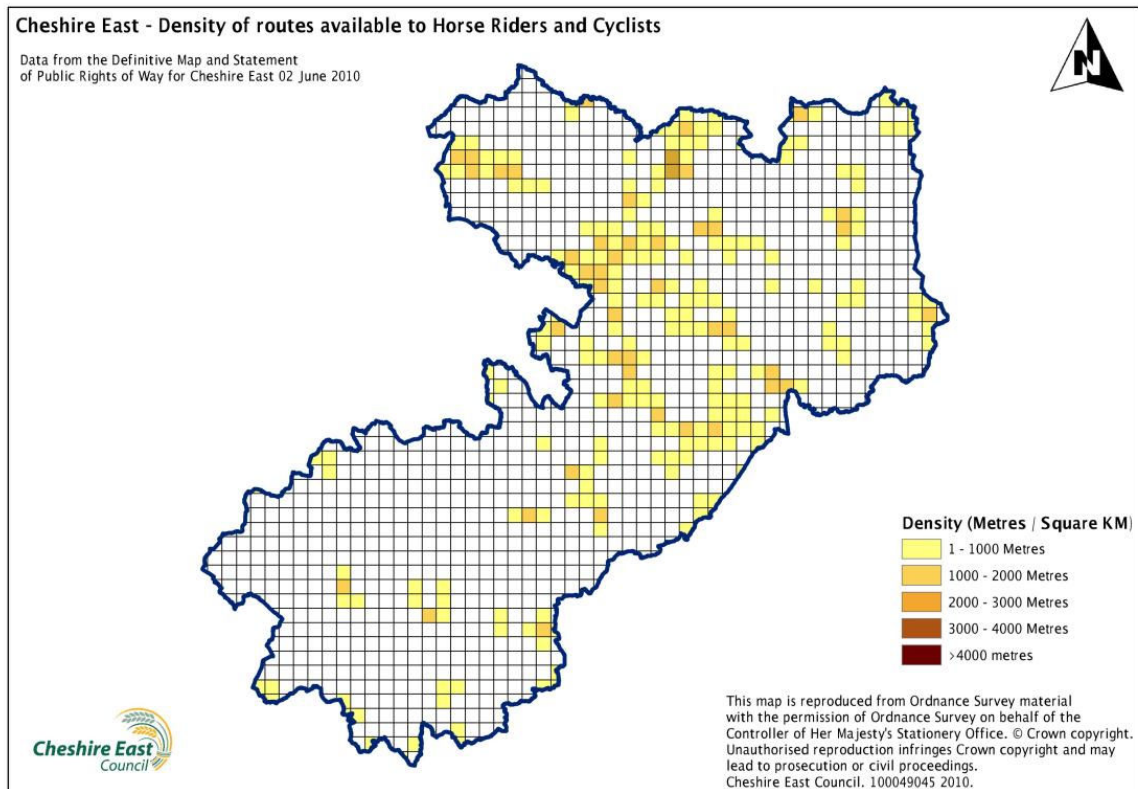 Cheshire East - Density of routes available to Horse Riders and Cyclists
Data from the Definitive Map and Statement
of Public Rights of Way for Cheshire East 02 June 2010
N
Density (Metres / Square KM)
1 - 1000 Metres
1000 - 2000 Metres
2000 - 3000 Metres
3000 - 4000 Metres
>4000 metres
This map is reproduced from Ordnance Survey material
with the permission of Ordnance Survey on behalf of the
Controller of Her Majesty's Stationery Office. © Crown copyright.
Unauthorised reproduction infringes Crown copyright and may
lead to prosecution or civil proceedings.
Cheshire East Council. 100049045 2010.
Cheshire East
Council